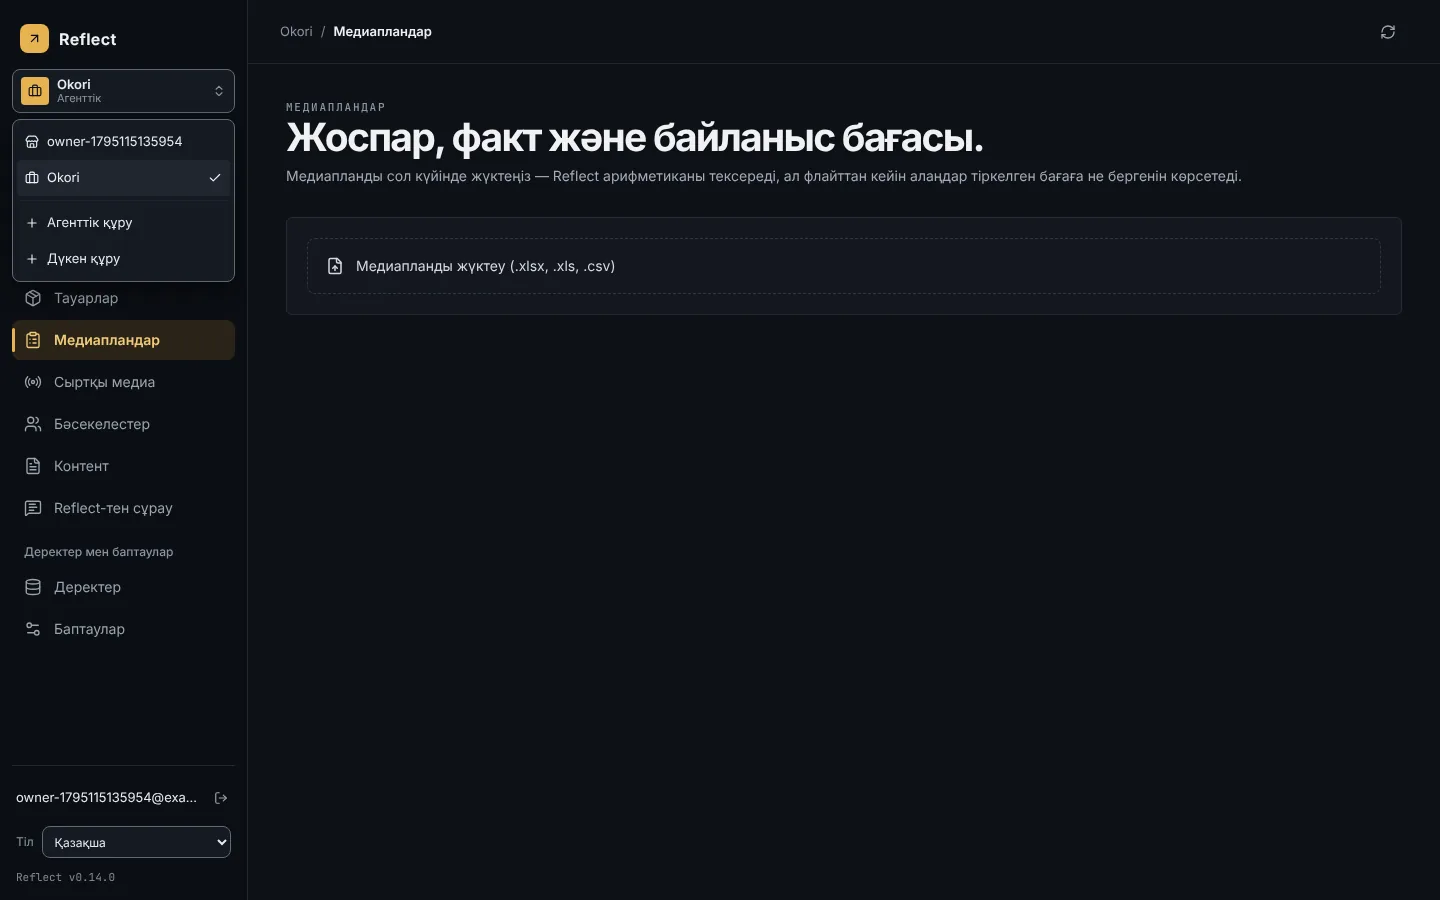 Reflect
Okori
Агенттік
owner-1795115135954
Okori
Агенттік құру
Дүкен құру
Тауарлар
Медиапландар
Сыртқы медиа
Бәсекелестер
Контент
Reflect-тен сұрау
Деректер мен баптаулар
Деректер
Баптаулар
owner-1795115135954@exa...
Тіл
Қазақша
Reflect v0.14.0
Okori / Медиапландар
МЕДИАПЛАНДАР
Жоспар, факт және байланыс бағасы.
Медиапланды сол күйінде жүктеңіз — Reflect арифметиканы тексереді, ал флайттан кейін алаңдар тіркелген бағаға не бергенін көрсетеді.
Медиапланды жүктеу (.xlsx, .xls, .csv)